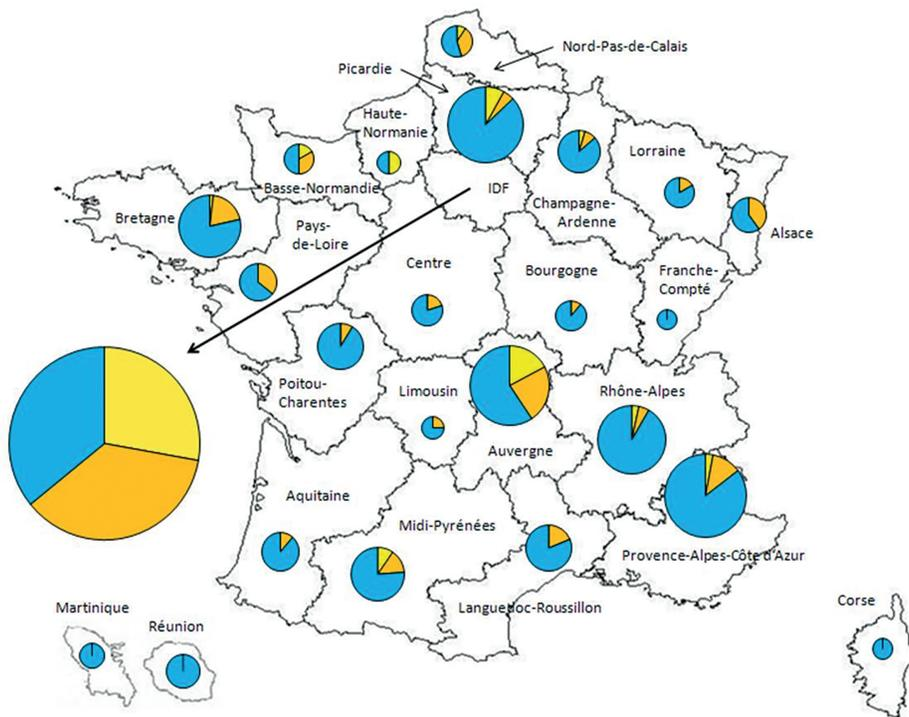 Nord-Pas-de-Calais
Picardie
Haute-
Normanie
Lorraine
Basse-Normandie
IDF
Champagne-
Ardenne
Bretagne
Pays-
de-Loire
Alsace
Centre
Bourgogne
Franche-
Compté
Poitou-
Charentes
Limousin
Rhône-Alpes
Auvergne
Aquitaine
Midi-Pyrénées
Provence-Alpes-Côte d'Azur
Languedoc-Roussillon
Martinique
Réunion
Corse